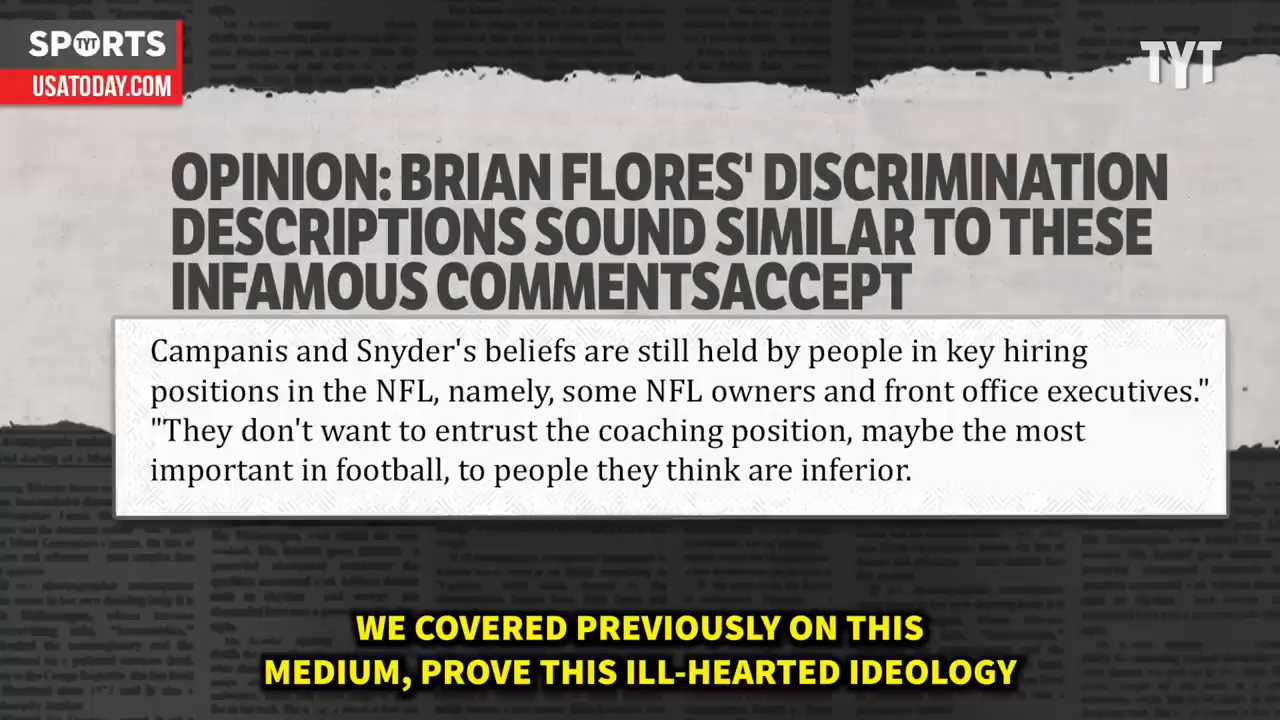 SPORTS
TYT
USATODAY.COM
TYT
OPINION: BRIAN FLORES' DISCRIMINATION
DESCRIPTIONS SOUND SIMILAR TO THESE
INFAMOUS COMMENTSACCEPT
Campanis and Snyder's beliefs are still held by people in key hiring
positions in the NFL, namely, some NFL owners and front office executives."
"They don't want to entrust the coaching position, maybe the most
important in football, to people they think are inferior.
WE COVERED PREVIOUSLY ON THIS
MEDIUM, PROVE THIS ILL-HEARTED IDEOLOGY